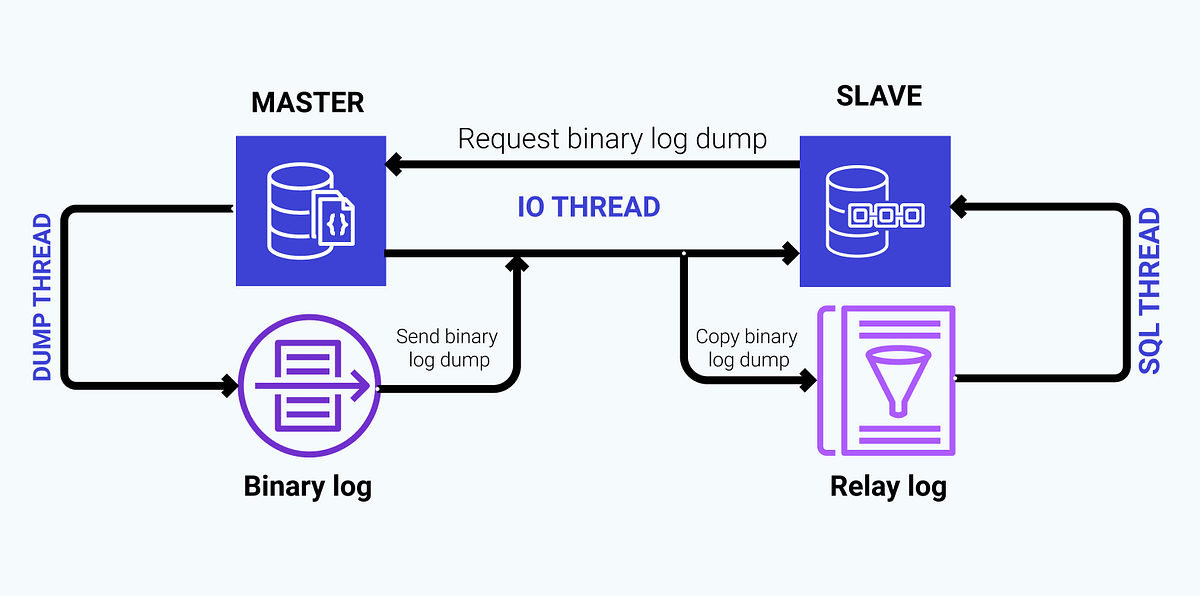 MASTER
SLAVE
Request binary log dump
IO THREAD
DUMP THREAD
SQL THREAD
Send binary
log dump
Copy binary
log dump
{}
Binary log
Relay log